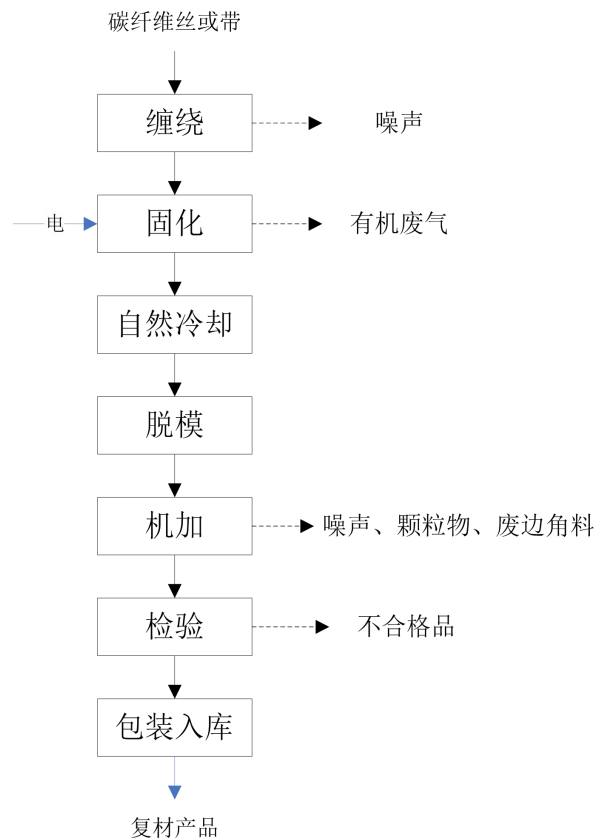 碳纤维丝或带
缠绕
噪声
电
固化
有机废气
自然冷却
脱模
机加
噪声、颗粒物、废边角料
检验
不合格品
包装入库
复材产品